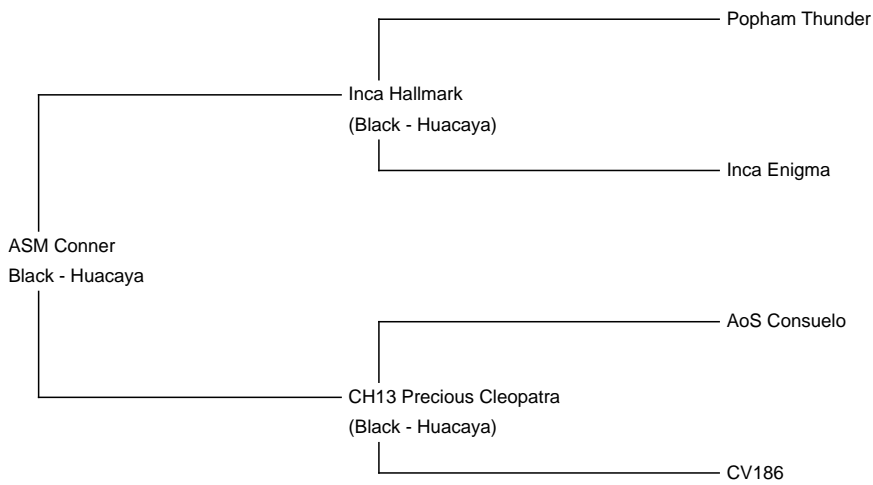 Popham Thunder
Inca Hallmark
(Black - Huacaya)
Inca Enigma
ASM Conner
Black - Huacaya
AoS Consuelo
CH13 Precious Cleopatra
(Black - Huacaya)
CV186